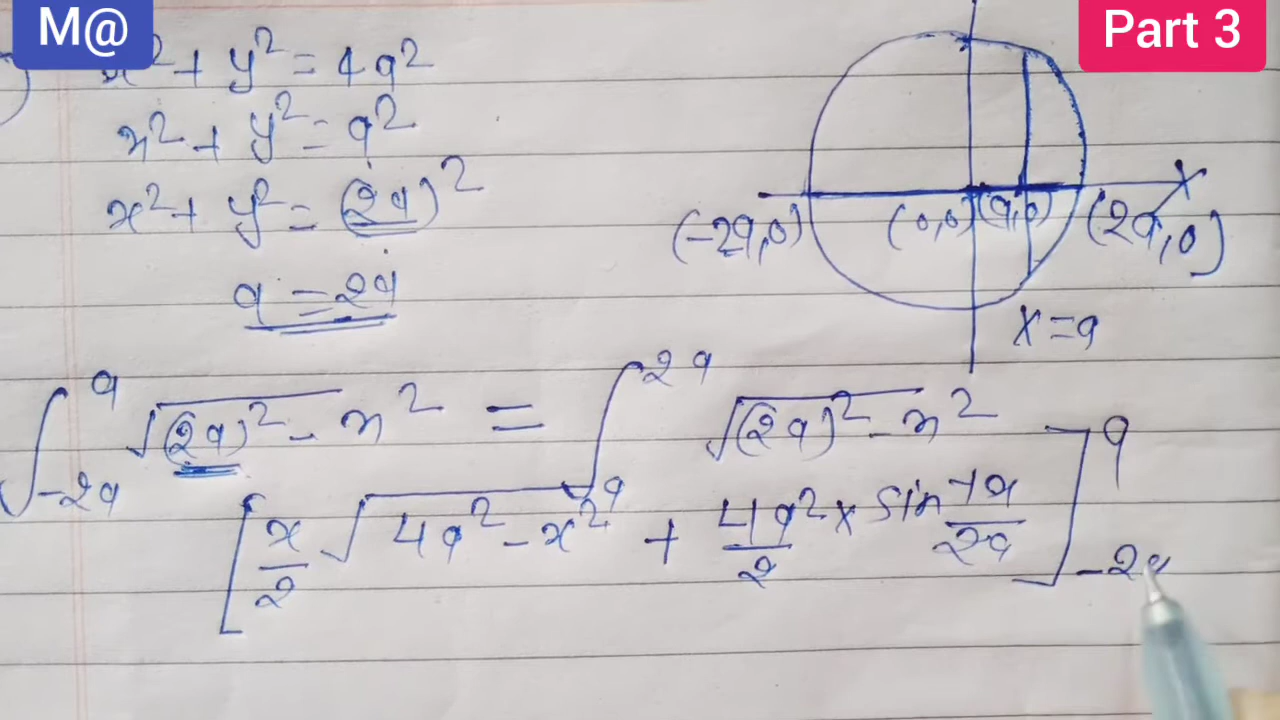 M@
Part 3
x² + y² = 4a²
x² + y² = a²
x² + y² = (2a)²
a = 2a
(-2a,0) (0,0) (a,0) (2a,0)
X
x = a
∫_{-2a}^{a} √(2a)² - x² = ∫_{a}^{2a} √(2a)² - x²
[x/2 √4a² - x² + 4a²/2 × sin⁻¹x/2a]_{-2a}^{a}